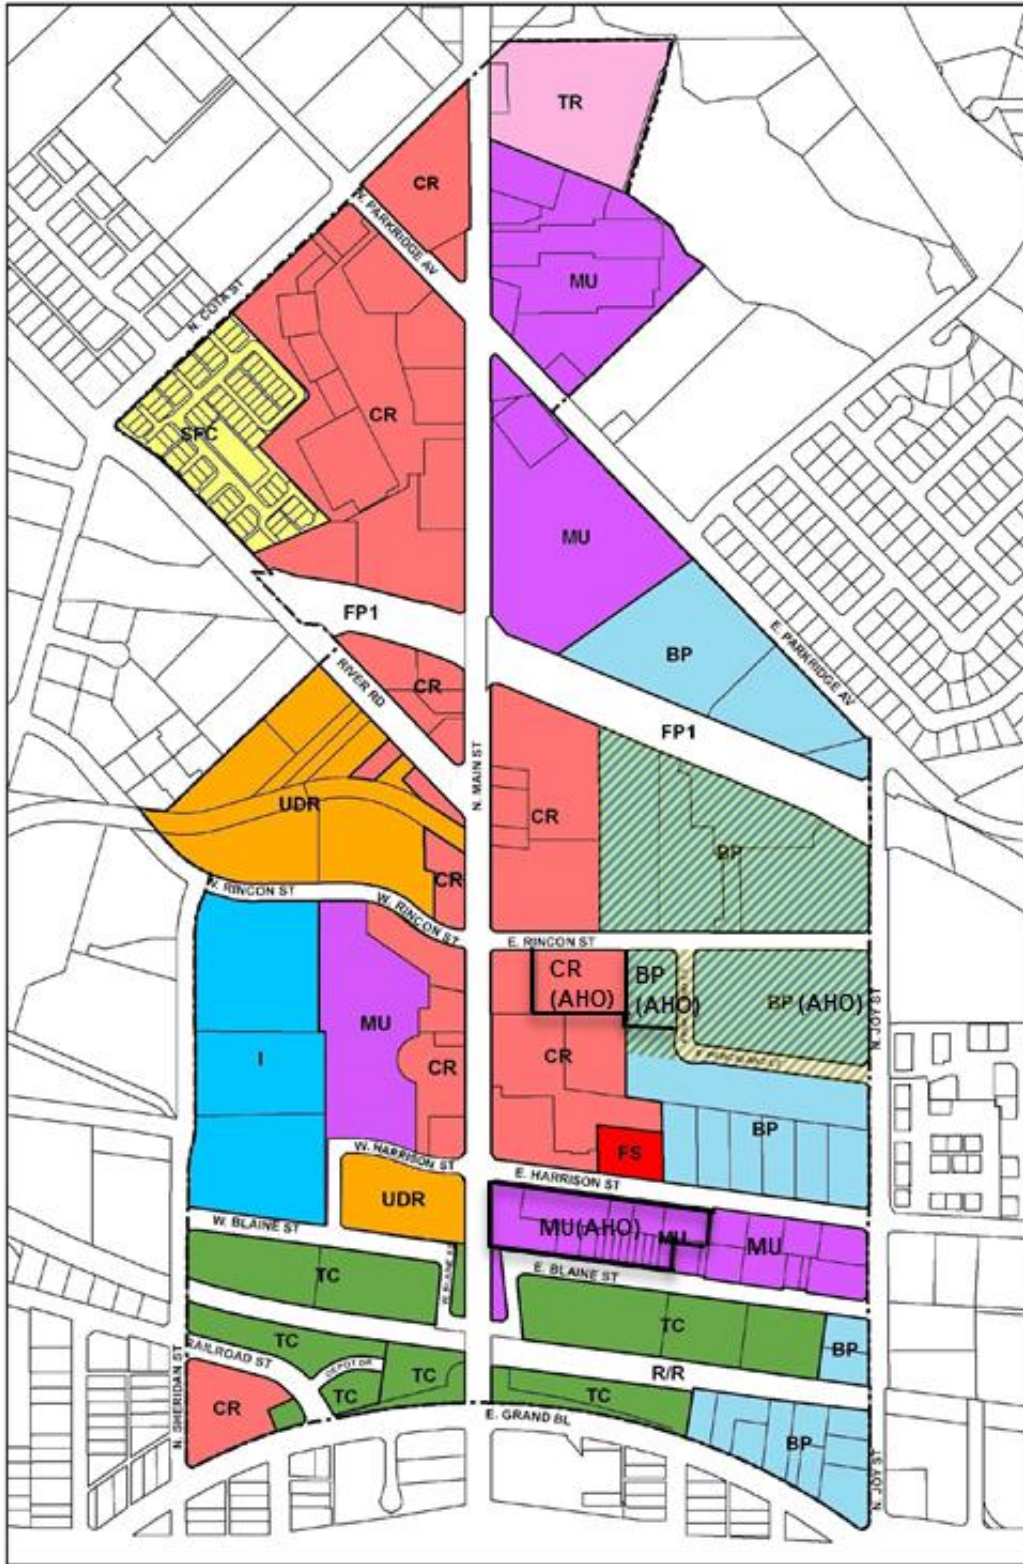 TR
CR
N. PARKRIDGE AV
MU
N. COTA ST
CR
SFC
MU
FP1
E. PARKRIDGE AV
BP
RIVER RD
CR
FP1
N. MAIN ST
UDR
CR
BP
CR
N. RINCON ST
W. RINCON ST
E. RINCON ST
CR
(AHO)
BP
(AHO)
BP (AHO)
N. JOY ST
MU
I
CR
CR
BP
W. HARRISON ST
FS
E. HARRISON ST
UDR
MU(AHO)
MU
MU
W. BLAINE ST
E. BLAINE ST
TC
TC
TC
RAILROAD ST
DEPOT DR
R/R
BP
N. SHERIDAN ST
CR
TC
TC
TC
E. GRAND BL
BP
N. JOY ST